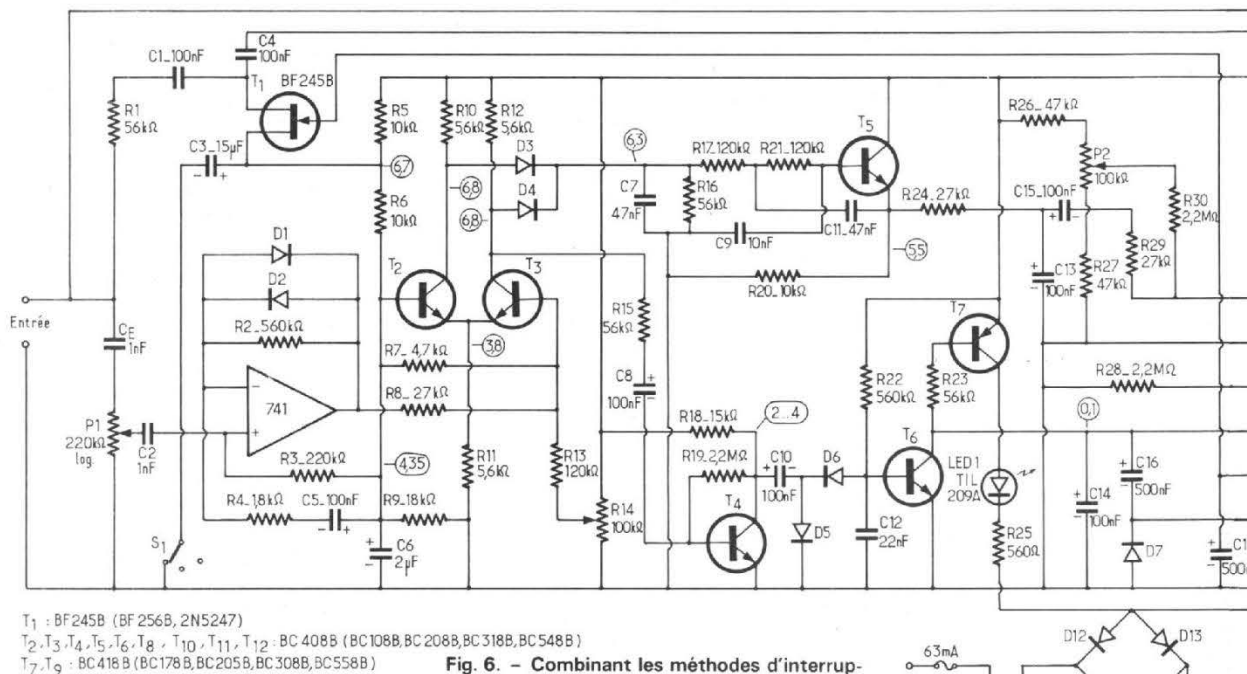 C4
100nF
C1_100nF
T1
BF245B
R1
56kΩ
C3_15µF
R5
10kΩ
R10
5,6kΩ
R12
5,6kΩ
6,7
R6
10kΩ
D3
D4
6,8
6,8
6,3
R17_120kΩ
R21_120kΩ
T5
C7
47nF
R16
56kΩ
C9
10nF
C11_47nF
R24_27kΩ
5,5
R20_10kΩ
R26_47kΩ
P2
100kΩ
C15_100nF
R30
2,2MΩ
R29
27kΩ
C13
100nF
R27
47kΩ
D1
D2
R2_560kΩ
Entrée
CE
1nF
741
P1
220kΩ
log.
C2
1nF
R3_220kΩ
R4_1,8kΩ
C5_100nF
S1
T2
T3
3,8
R7_4,7kΩ
R8_27kΩ
4,35
R9_18kΩ
C6
2µF
R11
5,6kΩ
R13
120kΩ
R14
100kΩ
R15
56kΩ
C8
100nF
R18_15kΩ
2...4
R19_2,2MΩ
C10
100nF
T4
D5
D6
R22
560kΩ
R23
56kΩ
T7
T6
C12
22nF
LED1
TIL
209A
R25
560Ω
R28_2,2MΩ
0,1
C14
100nF
C16
500nF
D7
T1 : BF245B (BF256B, 2N5247)
T2, T3, T4, T5, T6, T8, T10, T11, T12 : BC408B (BC108B, BC208B, BC318B, BC548B)
T7, T9 : BC418B (BC178B, BC205B, BC308B, BC558B)
Fig. 6. – Combinant les méthodes d'interrup-
63mA
D12
D13